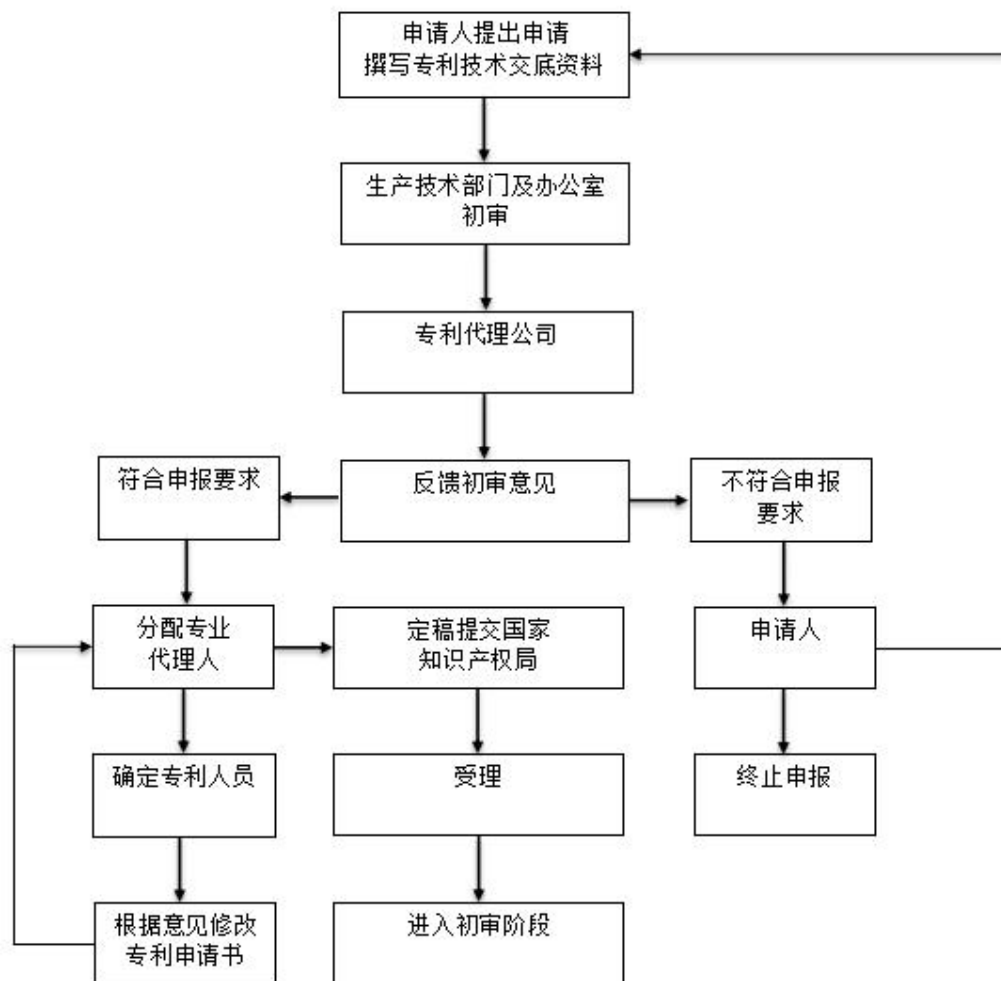 申请人提出申请
撰写专利技术交底资料
生产技术部门及办公室
初审
专利代理公司
符合申报要求
反馈初审意见
不符合申报
要求
分配专业
代理人
定稿提交国家
知识产权局
申请人
确定专利人员
受理
终止申报
根据意见修改
专利申请书
进入初审阶段